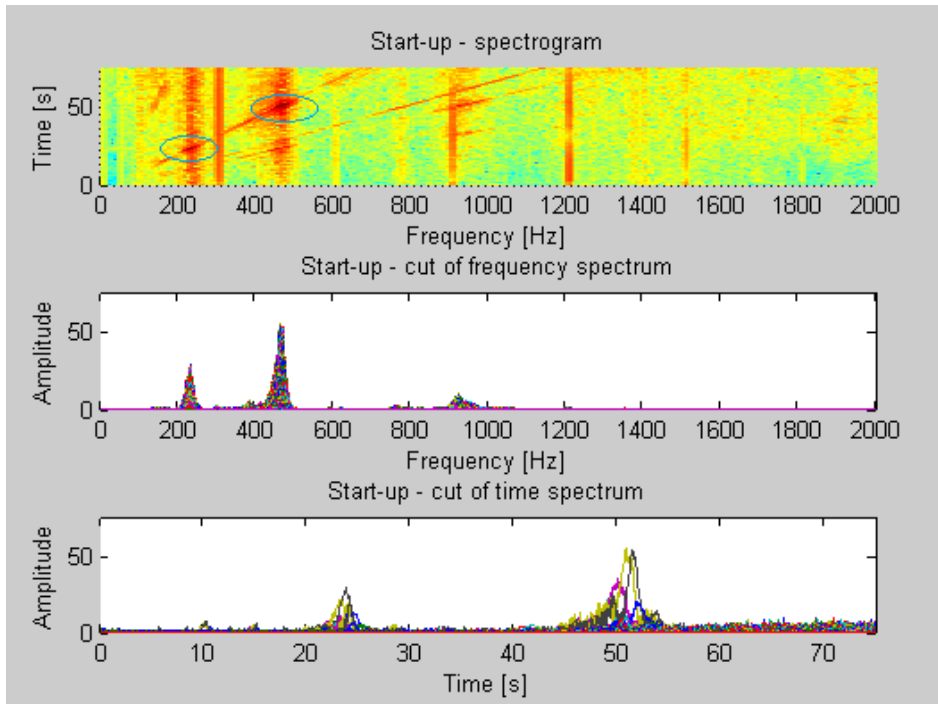 Start-up - spectrogram
Time [s]
50
0
0 200 400 600 800 1000 1200 1400 1600 1800 2000
Frequency [Hz]
Start-up - cut of frequency spectrum
Amplitude
50
0
0 200 400 600 800 1000 1200 1400 1600 1800 2000
Frequency [Hz]
Start-up - cut of time spectrum
Amplitude
50
0
0 10 20 30 40 50 60 70
Time [s]